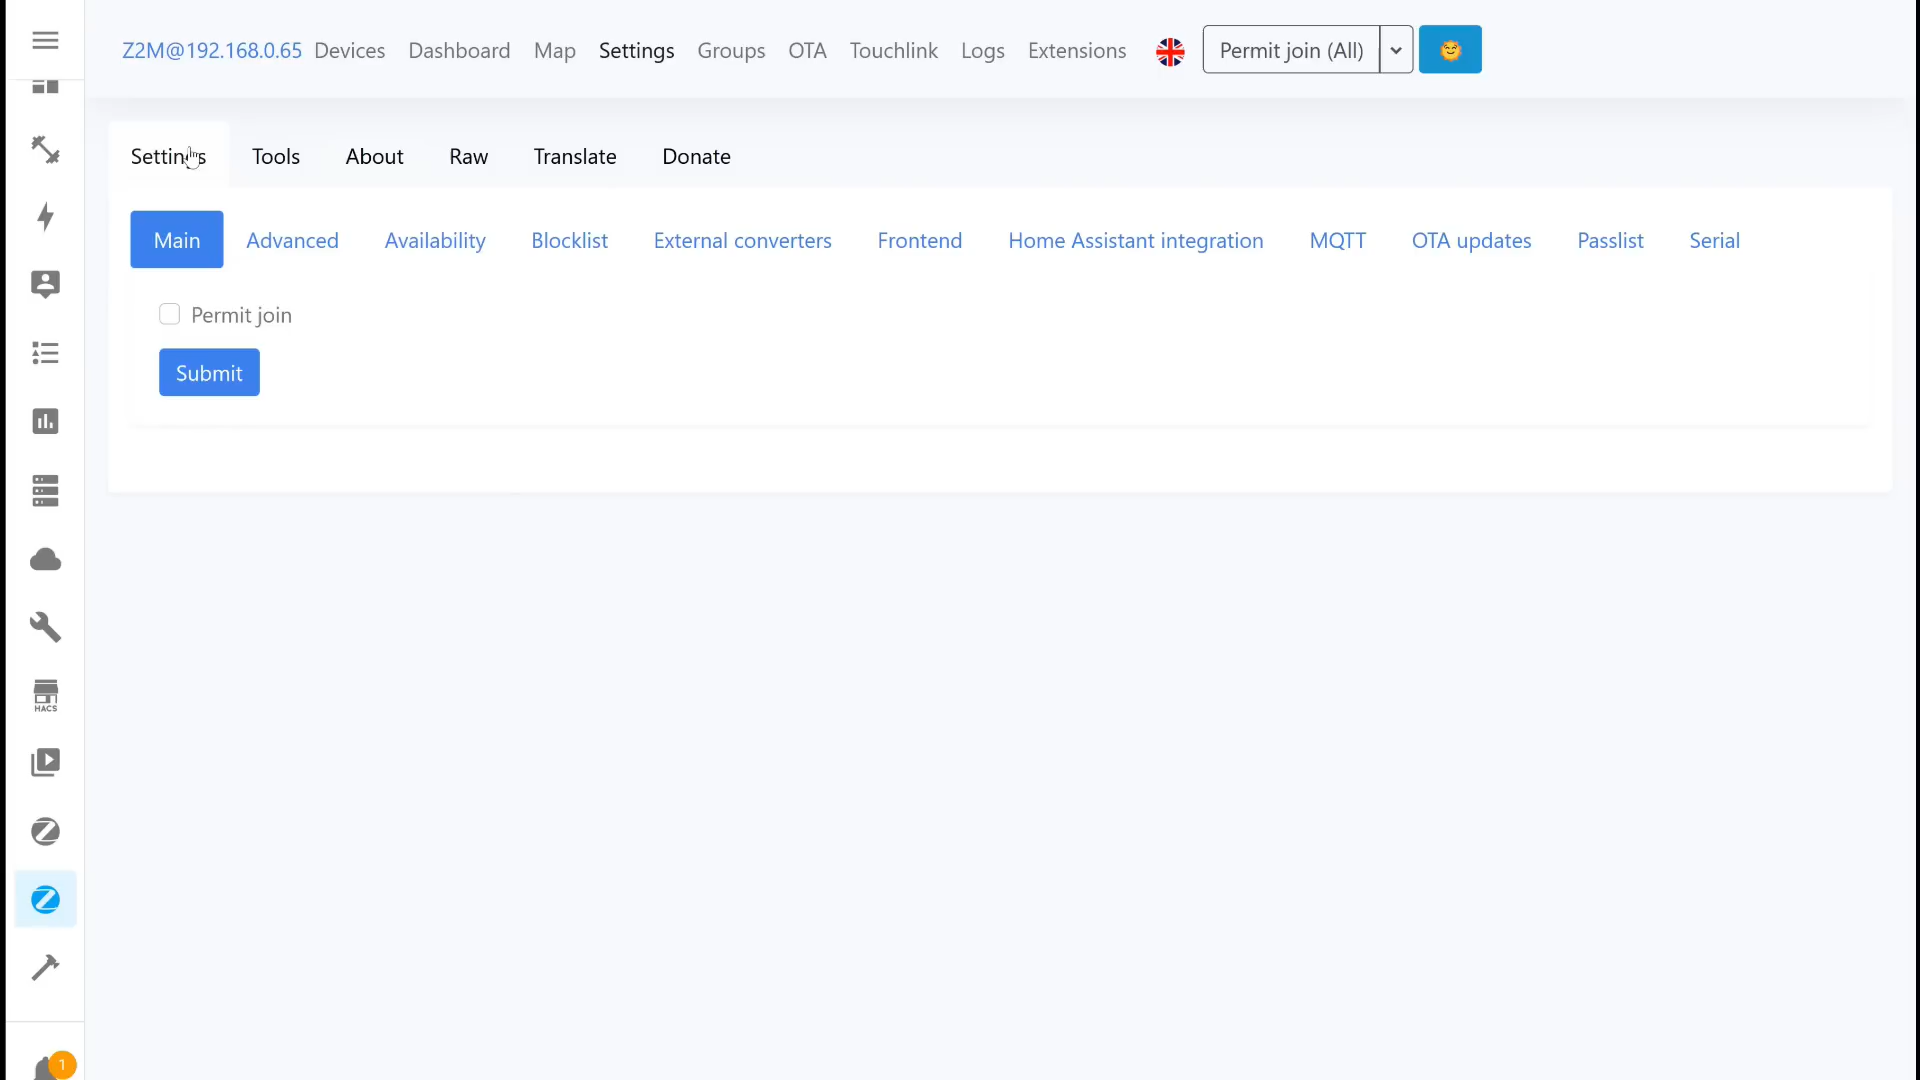 Z2M@192.168.0.65 Devices Dashboard Map Settings Groups OTA Touchlink Logs Extensions Permit join (All)
Settings Tools About Raw Translate Donate
Main Advanced Availability Blocklist External converters Frontend Home Assistant integration MQTT OTA updates Passlist Serial
Permit join
Submit
HACS
1